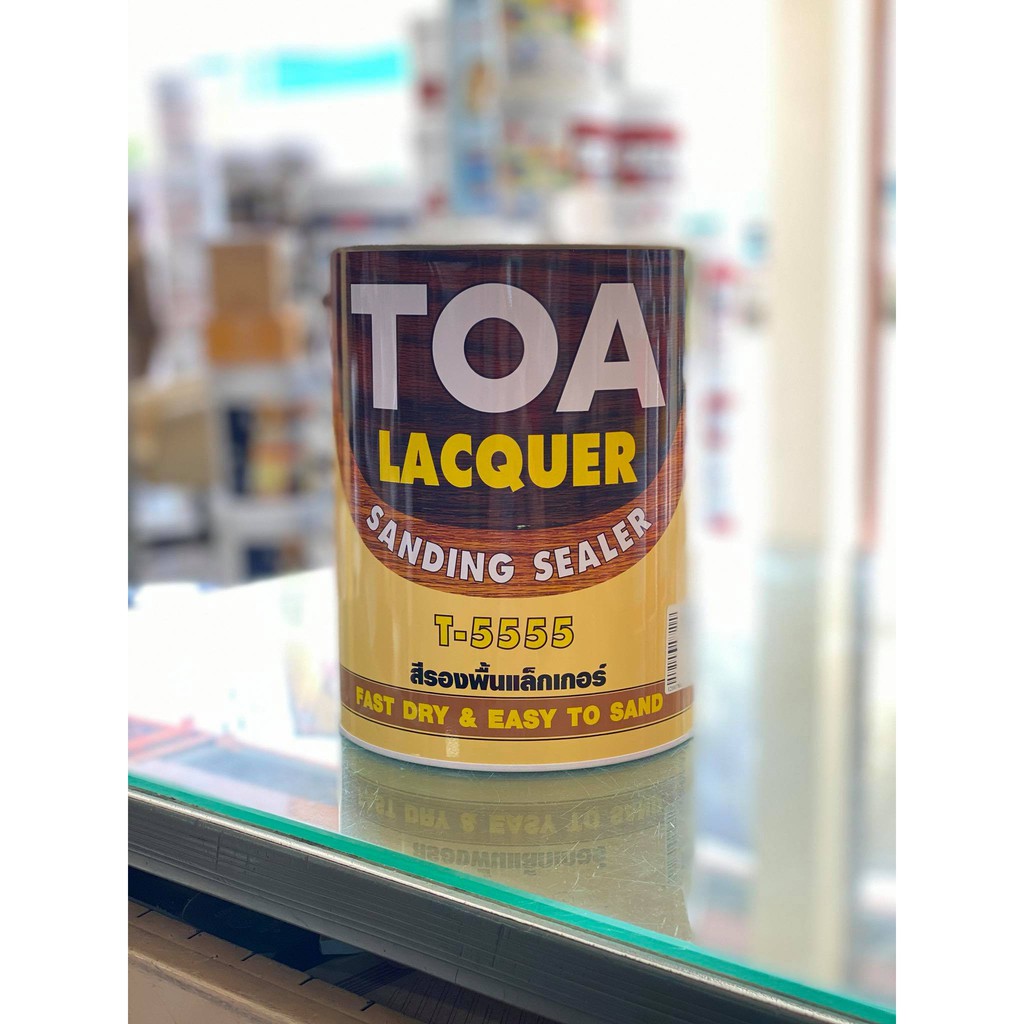 TOA
LACQUER
SANDING SEALER
T-5555
สีรองพื้นแล็กเกอร์
FAST DRY & EASY TO SAND